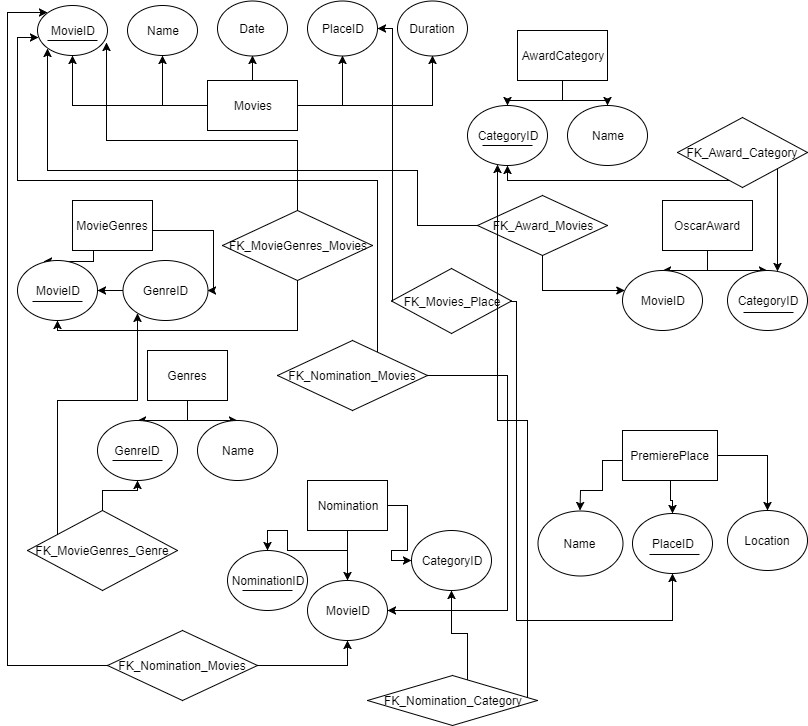 MovieID
Name
Date
PlaceID
Duration
Movies
AwardCategory
CategoryID
Name
FK_Award_Category
MovieGenres
FK_MovieGenres_Movies
FK_Award_Movies
OscarAward
MovieID
GenreID
FK_Movies_Place
MovieID
CategoryID
Genres
FK_Nomination_Movies
GenreID
Name
PremierePlace
Nomination
FK_MovieGenres_Genre
NominationID
CategoryID
Name
PlaceID
Location
MovieID
FK_Nomination_Movies
FK_Nomination_Category